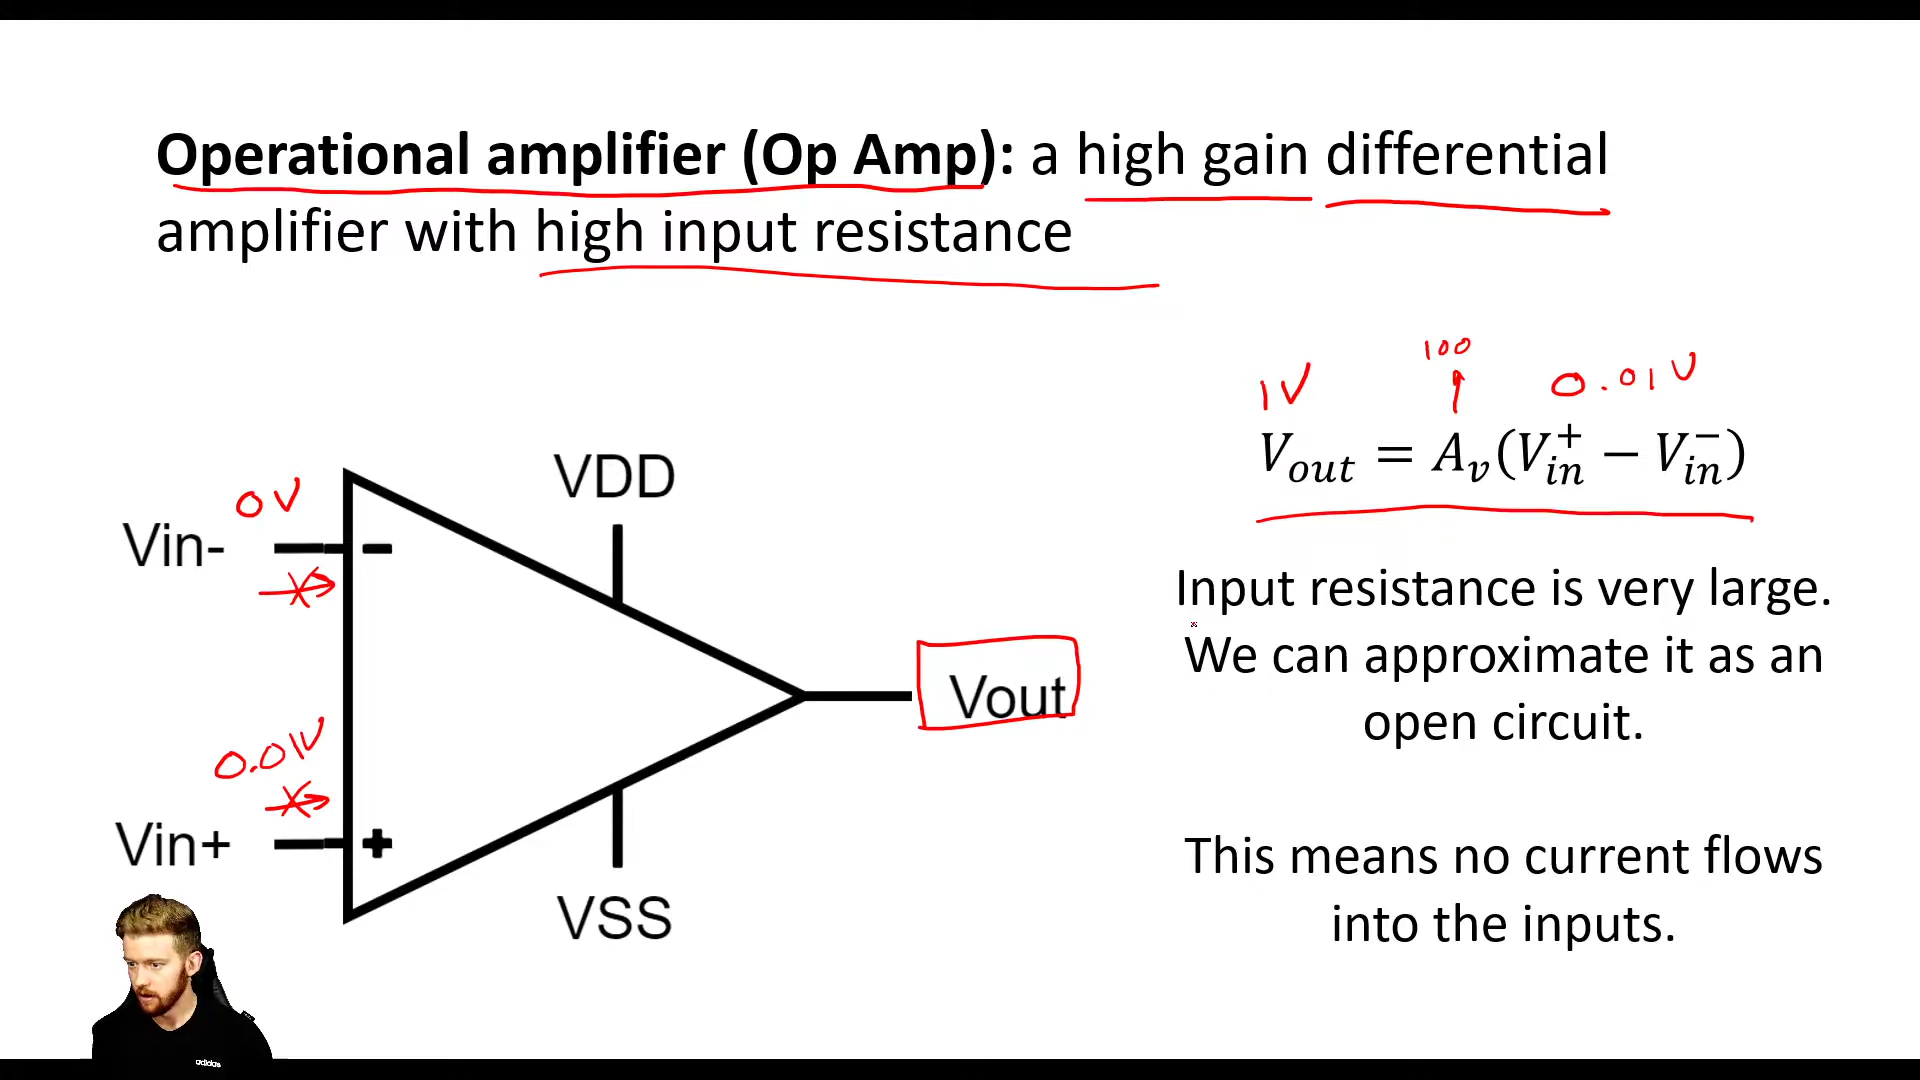 Operational amplifier (Op Amp): a high gain differential
amplifier with high input resistance
100
1V 0.01V
Vout = Av(Vin+ − Vin−)
VDD
0V
Vin-
-
Input resistance is very large.
We can approximate it as an
open circuit.
Vout
0.01V
Vin+
+
VSS
This means no current flows
into the inputs.
adidas